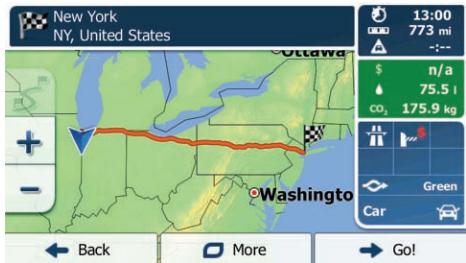 New York
NY, United States
13:00
773 mi
-:--
$ n/a
75.5 l
CO₂ 175.9 kg
Ottawa
Washingto
$
Green
Car
Back
More
Go!